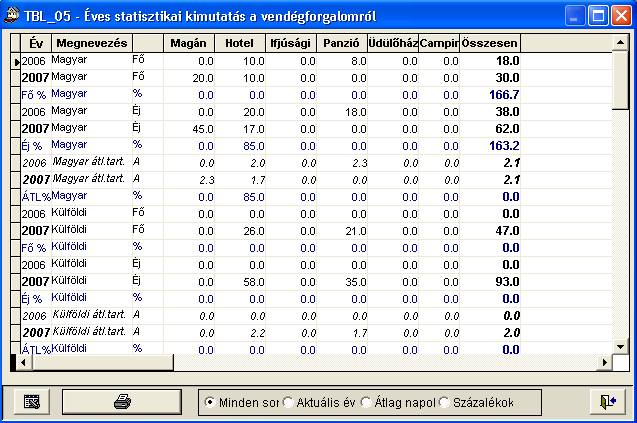 TBL_05 - Éves statisztikai kimutatás a vendégforgalomról
Év Megnevezés Magán Hotel Ifjúsági Panzió Üdülőház Campin Összesen
2006 Magyar Fő 0.0 10.0 0.0 8.0 0.0 0.0 18.0
2007 Magyar Fő 20.0 10.0 0.0 0.0 0.0 0.0 30.0
Fő % Magyar % 0.0 0.0 0.0 0.0 0.0 0.0 166.7
2006 Magyar Éj 0.0 20.0 0.0 18.0 0.0 0.0 38.0
2007 Magyar Éj 45.0 17.0 0.0 0.0 0.0 0.0 62.0
Éj % Magyar % 0.0 85.0 0.0 0.0 0.0 0.0 163.2
2006 Magyar átl.tart. A 0.0 2.0 0.0 2.3 0.0 0.0 2.1
2007 Magyar átl.tart. A 2.3 1.7 0.0 0.0 0.0 0.0 2.1
ÁTL% Magyar % 0.0 85.0 0.0 0.0 0.0 0.0 0.0
2006 Külföldi Fő 0.0 0.0 0.0 0.0 0.0 0.0 0.0
2007 Külföldi Fő 0.0 26.0 0.0 21.0 0.0 0.0 47.0
Fő % Külföldi % 0.0 0.0 0.0 0.0 0.0 0.0 0.0
2006 Külföldi Éj 0.0 0.0 0.0 0.0 0.0 0.0 0.0
2007 Külföldi Éj 0.0 58.0 0.0 35.0 0.0 0.0 93.0
Éj % Külföldi % 0.0 0.0 0.0 0.0 0.0 0.0 0.0
2006 Külföldi átl.tart. A 0.0 0.0 0.0 0.0 0.0 0.0 0.0
2007 Külföldi átl.tart. A 0.0 2.2 0.0 1.7 0.0 0.0 2.0
ÁTL% Külföldi % 0.0 0.0 0.0 0.0 0.0 0.0 0.0
Minden sor Aktuális év Átlag napol Százalékok